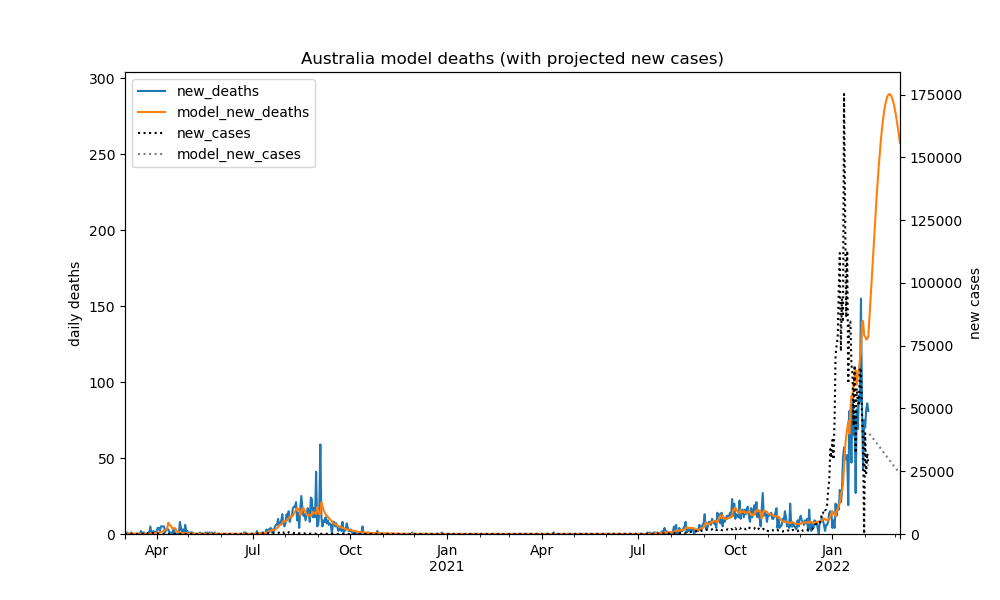 Australia model deaths (with projected new cases)
new_deaths
model_new_deaths
new_cases
model_new_cases
daily deaths
300
250
200
150
100
50
0
new cases
175000
150000
125000
100000
75000
50000
25000
0
Apr Jul Oct Jan Apr Jul Oct Jan
2021 2022